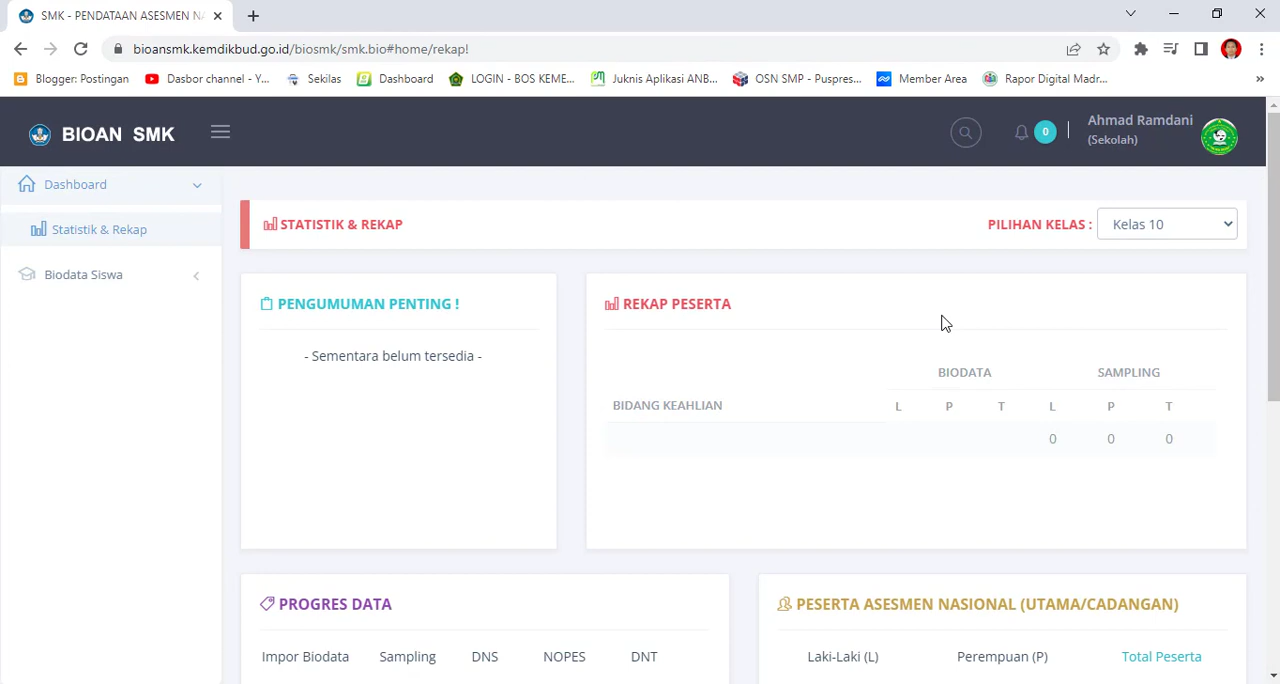 SMK - PENDATAAN ASESMEN NA
bioansmk.kemdikbud.go.id/biosmk/smk.bio#home/rekap!
Blogger: Postingan
Dasbor channel - Y...
Sekilas
Dashboard
LOGIN - BOS KEME...
Juknis Aplikasi ANB...
OSN SMP - Puspres...
Member Area
Rapor Digital Madr...
»
BIOAN SMK
0
Ahmad Ramdani
(Sekolah)
Dashboard
Statistik & Rekap
Biodata Siswa
STATISTIK & REKAP
PILIHAN KELAS :
Kelas 10
PENGUMUMAN PENTING !
- Sementara belum tersedia -
REKAP PESERTA
BIODATA SAMPLING
BIDANG KEAHLIAN L P T L P T
0 0 0
PROGRES DATA
Impor Biodata Sampling DNS NOPES DNT
PESERTA ASESMEN NASIONAL (UTAMA/CADANGAN)
Laki-Laki (L) Perempuan (P) Total Peserta